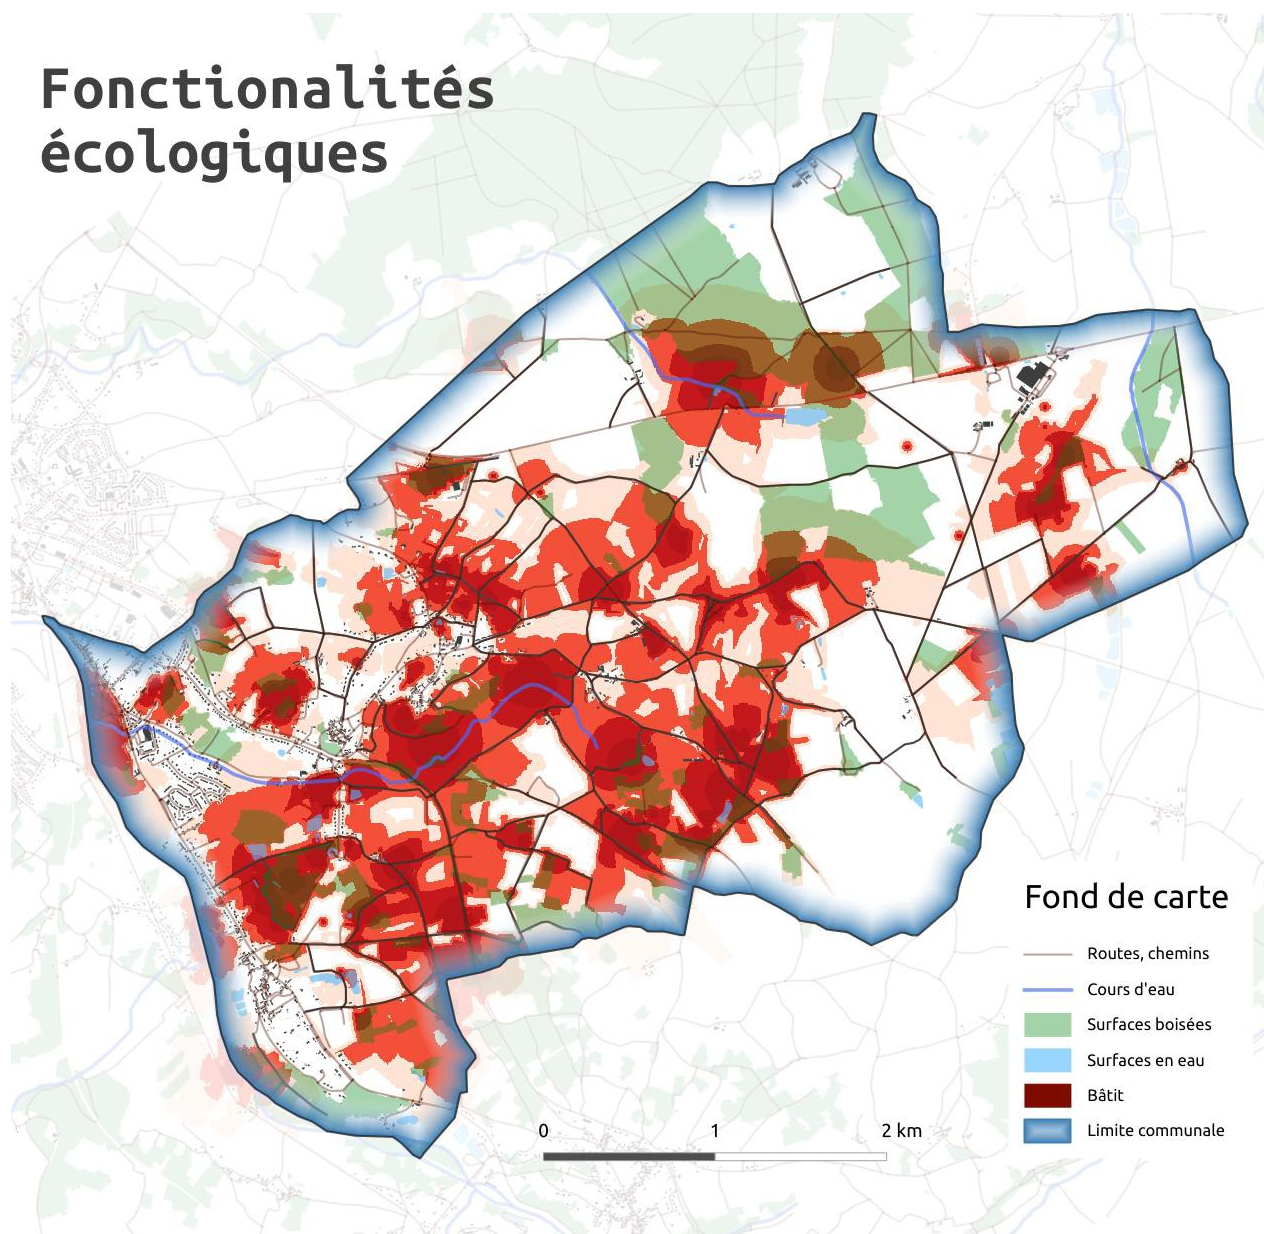 Fonctionalités
écologiques
Fond de carte
Routes, chemins
Cours d'eau
Surfaces boisées
Surfaces en eau
Bâtit
Limite communale
0 1 2 km